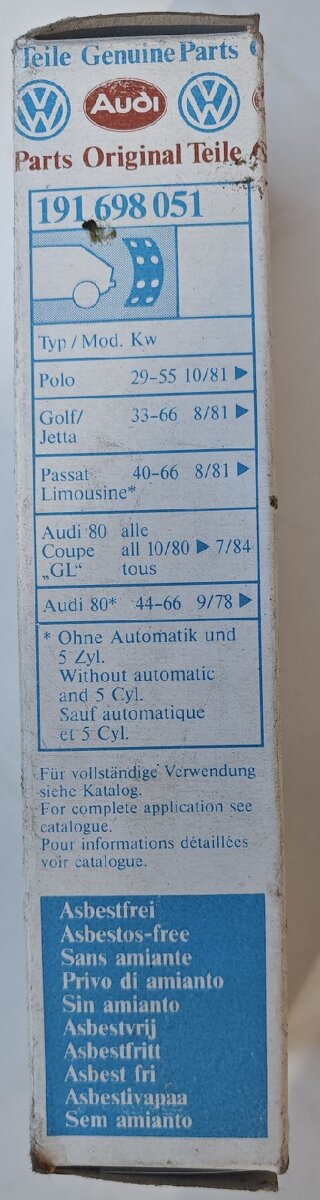 Teile Genuine Parts
Audi
Parts Original Teile
191 698 051
Typ / Mod. Kw
Polo 29-55 10/81 ▶
Golf/ 33-66 8/81 ▶
Jetta
Passat 40-66 8/81 ▶
Limousine*
Audi 80 alle
Coupe all 10/80 ▶ 7/84
„GL“ tous
Audi 80* 44-66 9/78 ▶
* Ohne Automatik und
5 Zyl.
Without automatic
and 5 Cyl.
Sauf automatique
et 5 Cyl.
Für vollständige Verwendung
siehe Katalog.
For complete application see
catalogue.
Pour informations détaillées
voir catalogue.
Asbestfrei
Asbestos-free
Sans amiante
Privo di amianto
Sin amianto
Asbestvrij
Asbestfritt
Asbest fri
Asbestivapaa
Sem amianto